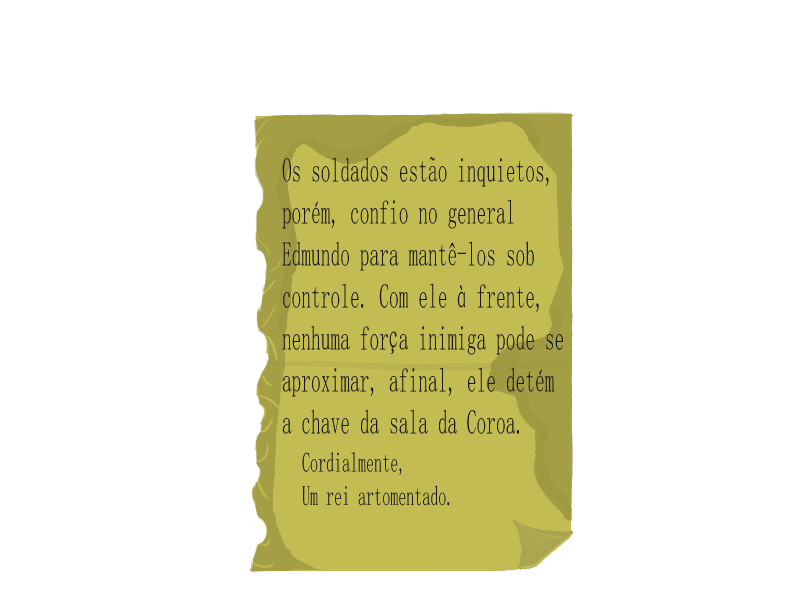 Os soldados estão inquietos,
porém, confio no general
Edmundo para mantê-los sob
controle. Com ele à frente,
nenhuma força inimiga pode se
aproximar, afinal, ele detém
a chave da sala da Coroa.
Cordialmente,
Um rei artomentado.